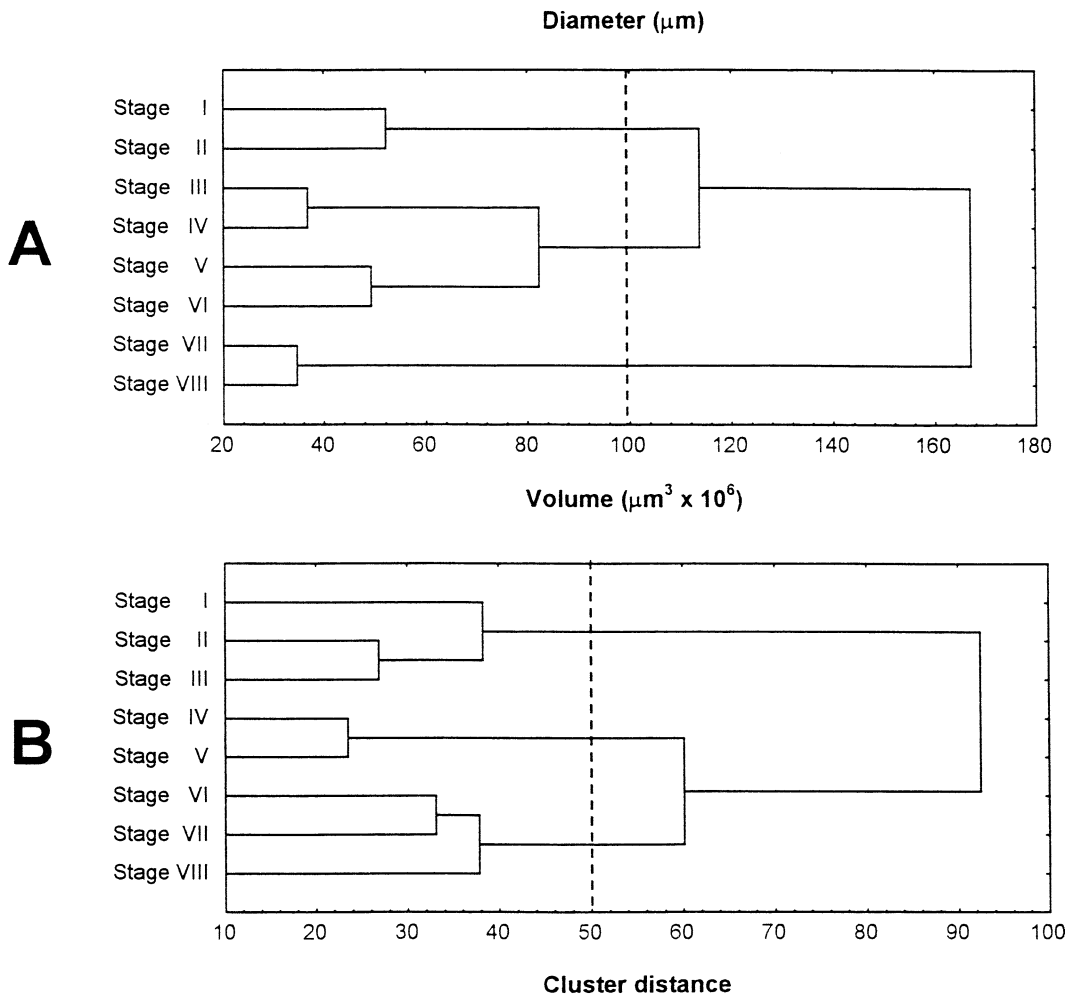 Diameter (μm)
A
Stage I
Stage II
Stage III
Stage IV
Stage V
Stage VI
Stage VII
Stage VIII
20 40 60 80 100 120 140 160 180
Volume (μm³ x 10⁶)
B
Stage I
Stage II
Stage III
Stage IV
Stage V
Stage VI
Stage VII
Stage VIII
10 20 30 40 50 60 70 80 90 100
Cluster distance